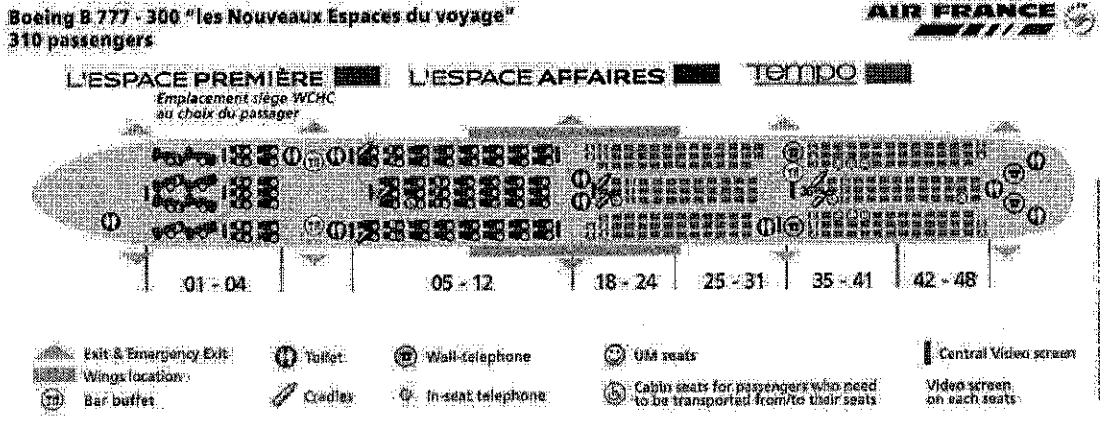 Boeing B 777 - 300 "les Nouveaux Espaces du voyage"
310 passengers
AIR FRANCE
L'ESPACE PREMIÈRE L'ESPACE AFFAIRES TEMPO
Emplacement siège WCHC
au choix du passager
01 - 04 05 - 12 18 - 24 25 - 31 35 - 41 42 - 48
Exit & Emergency Exit Toilet Wall-telephone UM seats Central Video screen
Wings location
Bar buffet Cradles In-seat telephone Cabin seats for passengers who need
to be transported from/to their seats Video screen
on each seats